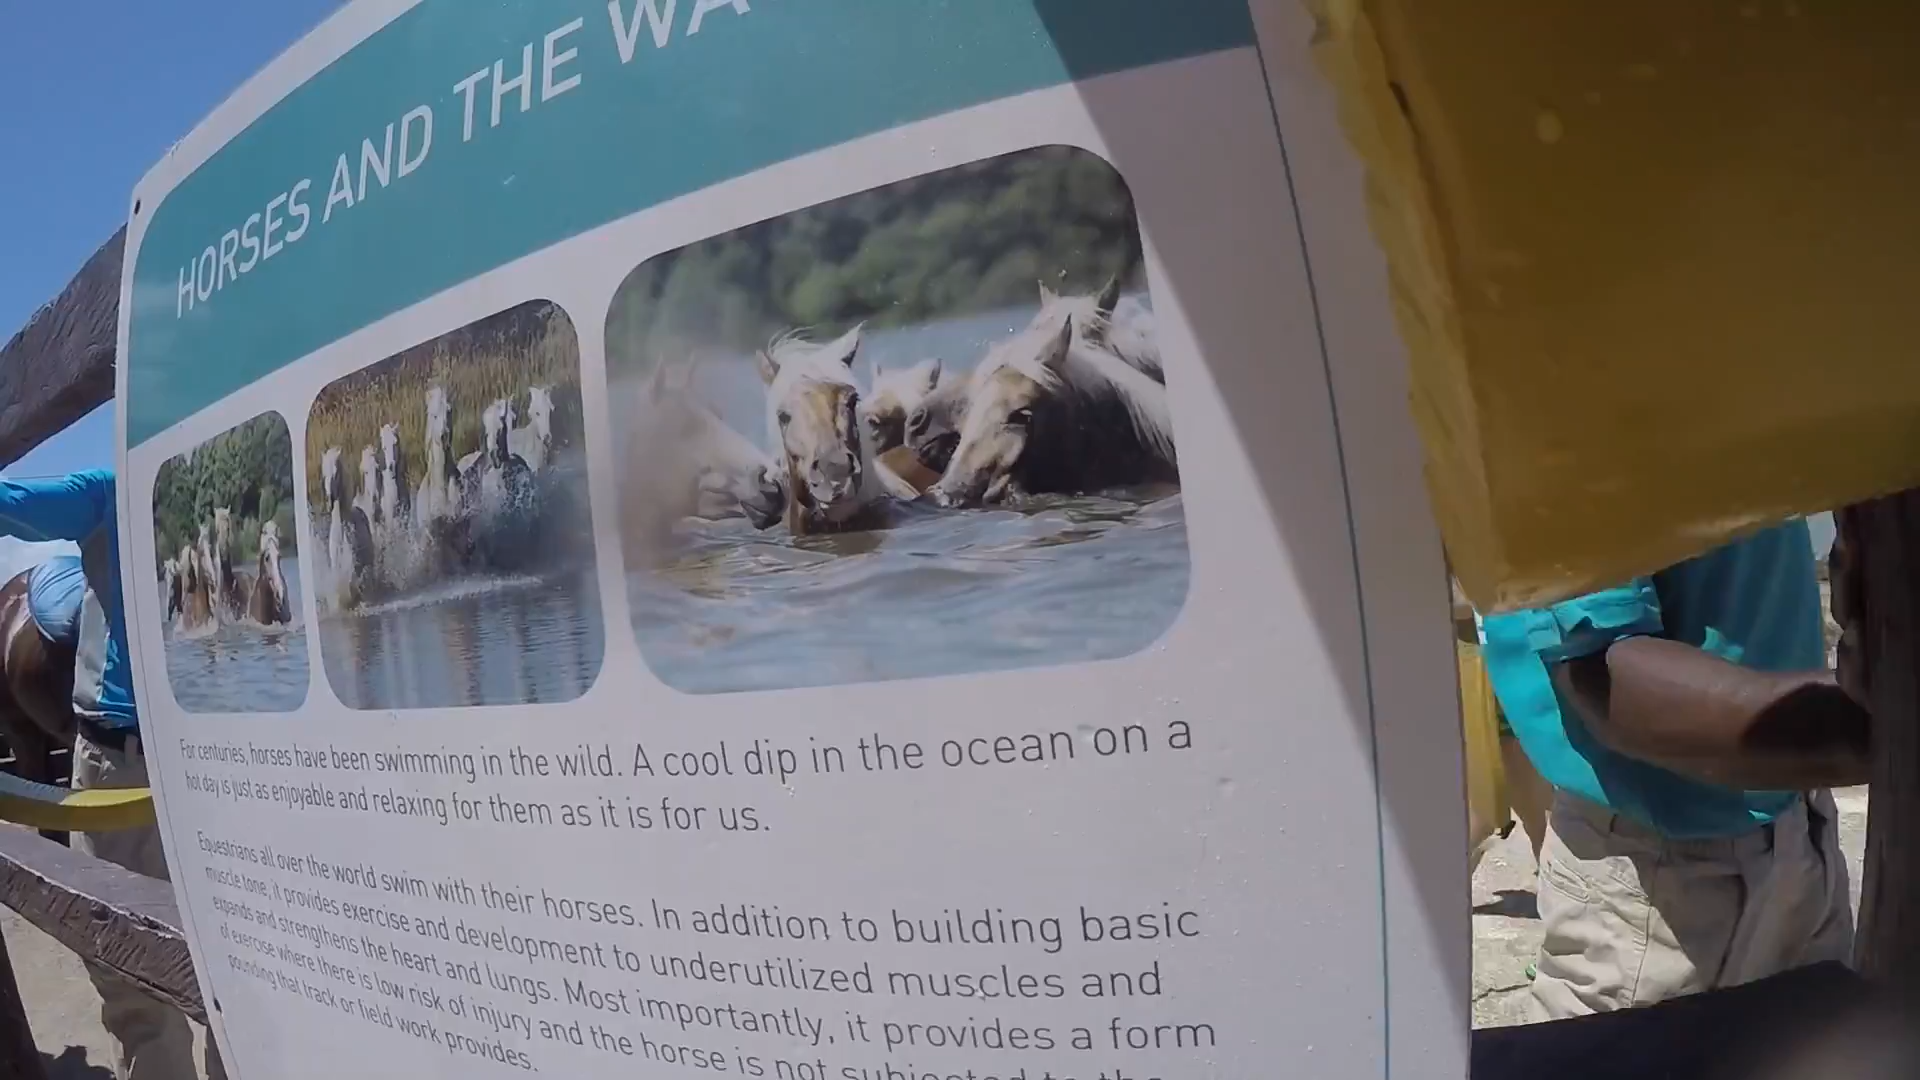 HORSES AND THE
For centuries, horses have been swimming in the wild. A cool dip in the ocean on a
hot day is just as enjoyable and relaxing for them as it is for us.
Equestrians all over the world swim with their horses. In addition to building basic
muscle tone, it provides exercise and development to underutilized muscles and
expands and strengthens the heart and lungs. Most importantly, it provides a form
of exercise where there is low risk of injury and the horse is not subjected to the
pounding that track or field work provides.